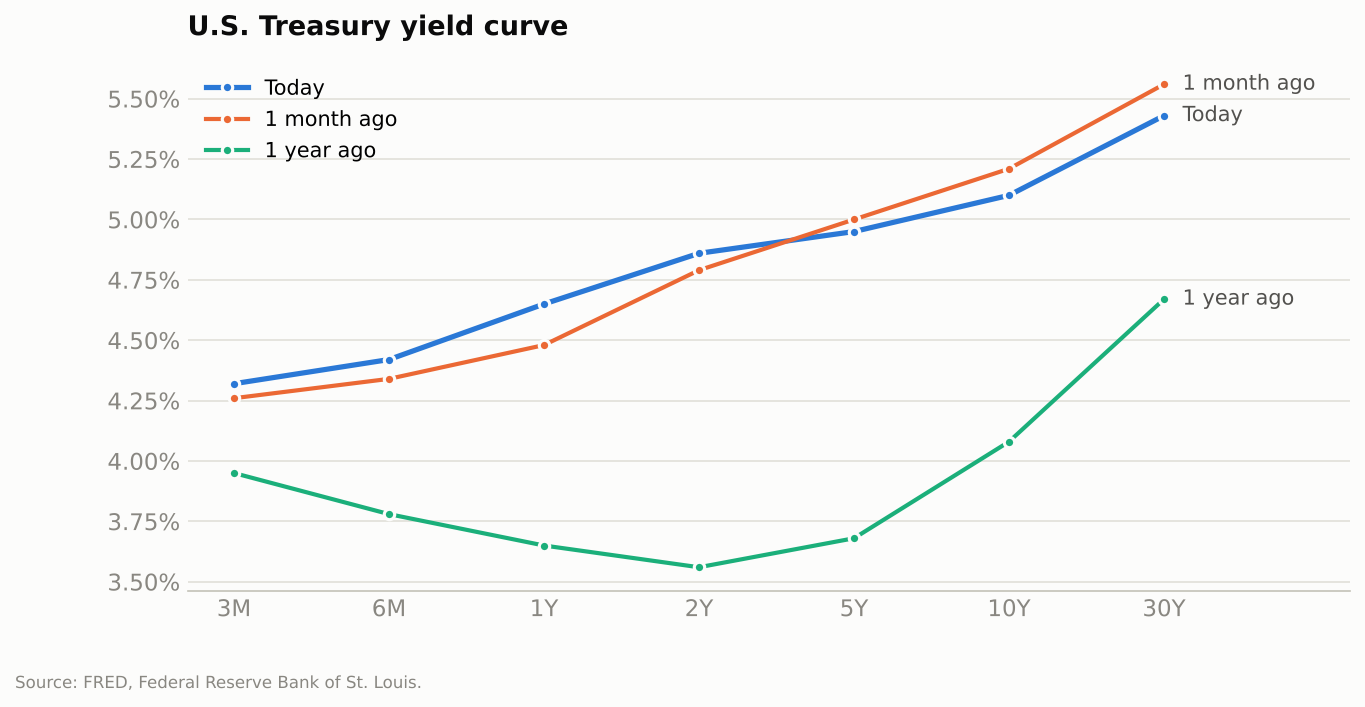 U.S. Treasury yield curve
Today
1 month ago
1 year ago
5.50%
5.25%
5.00%
4.75%
4.50%
4.25%
4.00%
3.75%
3.50%
1 month ago
Today
1 year ago
3M 6M 1Y 2Y 5Y 10Y 30Y
Source: FRED, Federal Reserve Bank of St. Louis.